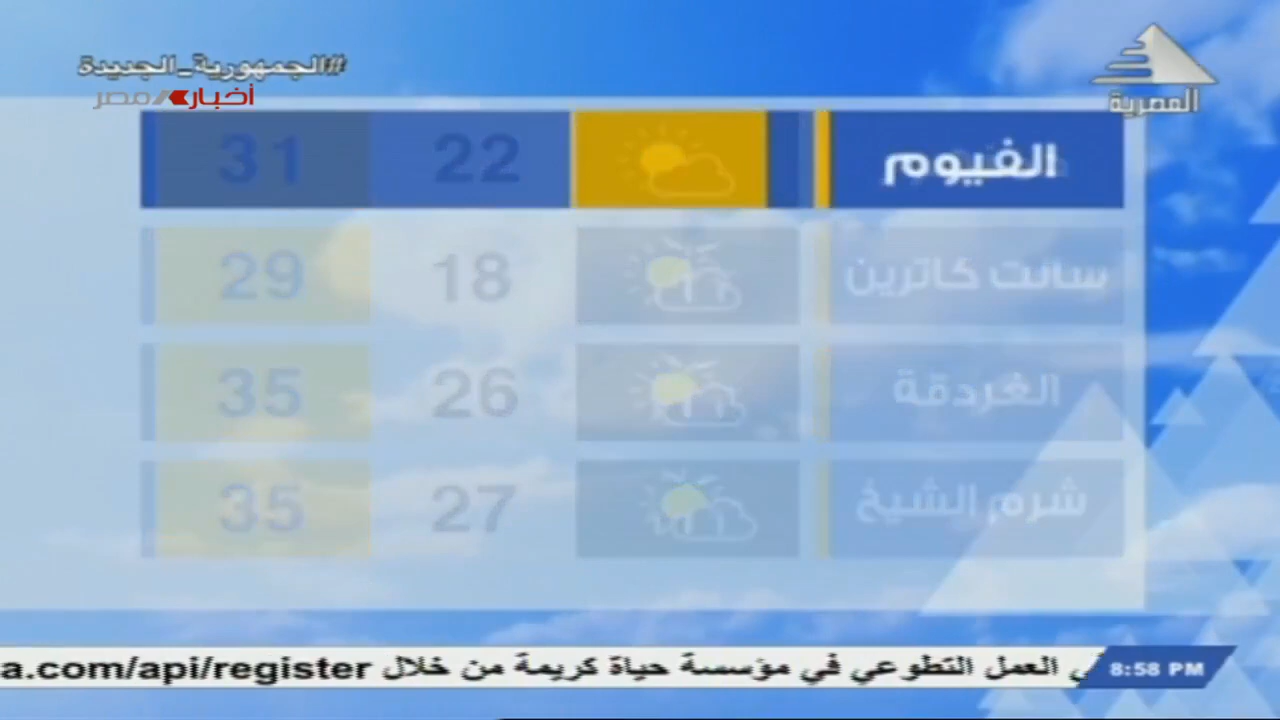 #الجمهورية_الجديدة
أخبار مصر
المصرية
الفيوم 22 31
سانت كاترين 18 29
الغردقة 26 35
شرم الشيخ 27 35
العمل التطوعي في مؤسسة حياة كريمة من خلال a.com/api/register
8:58 PM